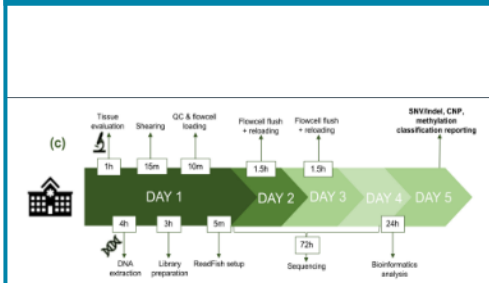 SNV/indel, CNP,
methylation
classification reporting
Tissue
evaluation
Shearing
QC & flowcell
loading
Flowcell flush
+ reloading
Flowcell flush
+ reloading
(c)
1h
15m
10m
1.5h
1.5h
DAY 1
DAY 2
DAY 3
DAY 4
DAY 5
4h
3h
5m
72h
24h
DNA
extraction
Library
preparation
ReadFish setup
Sequencing
Bioinformatics
analysis